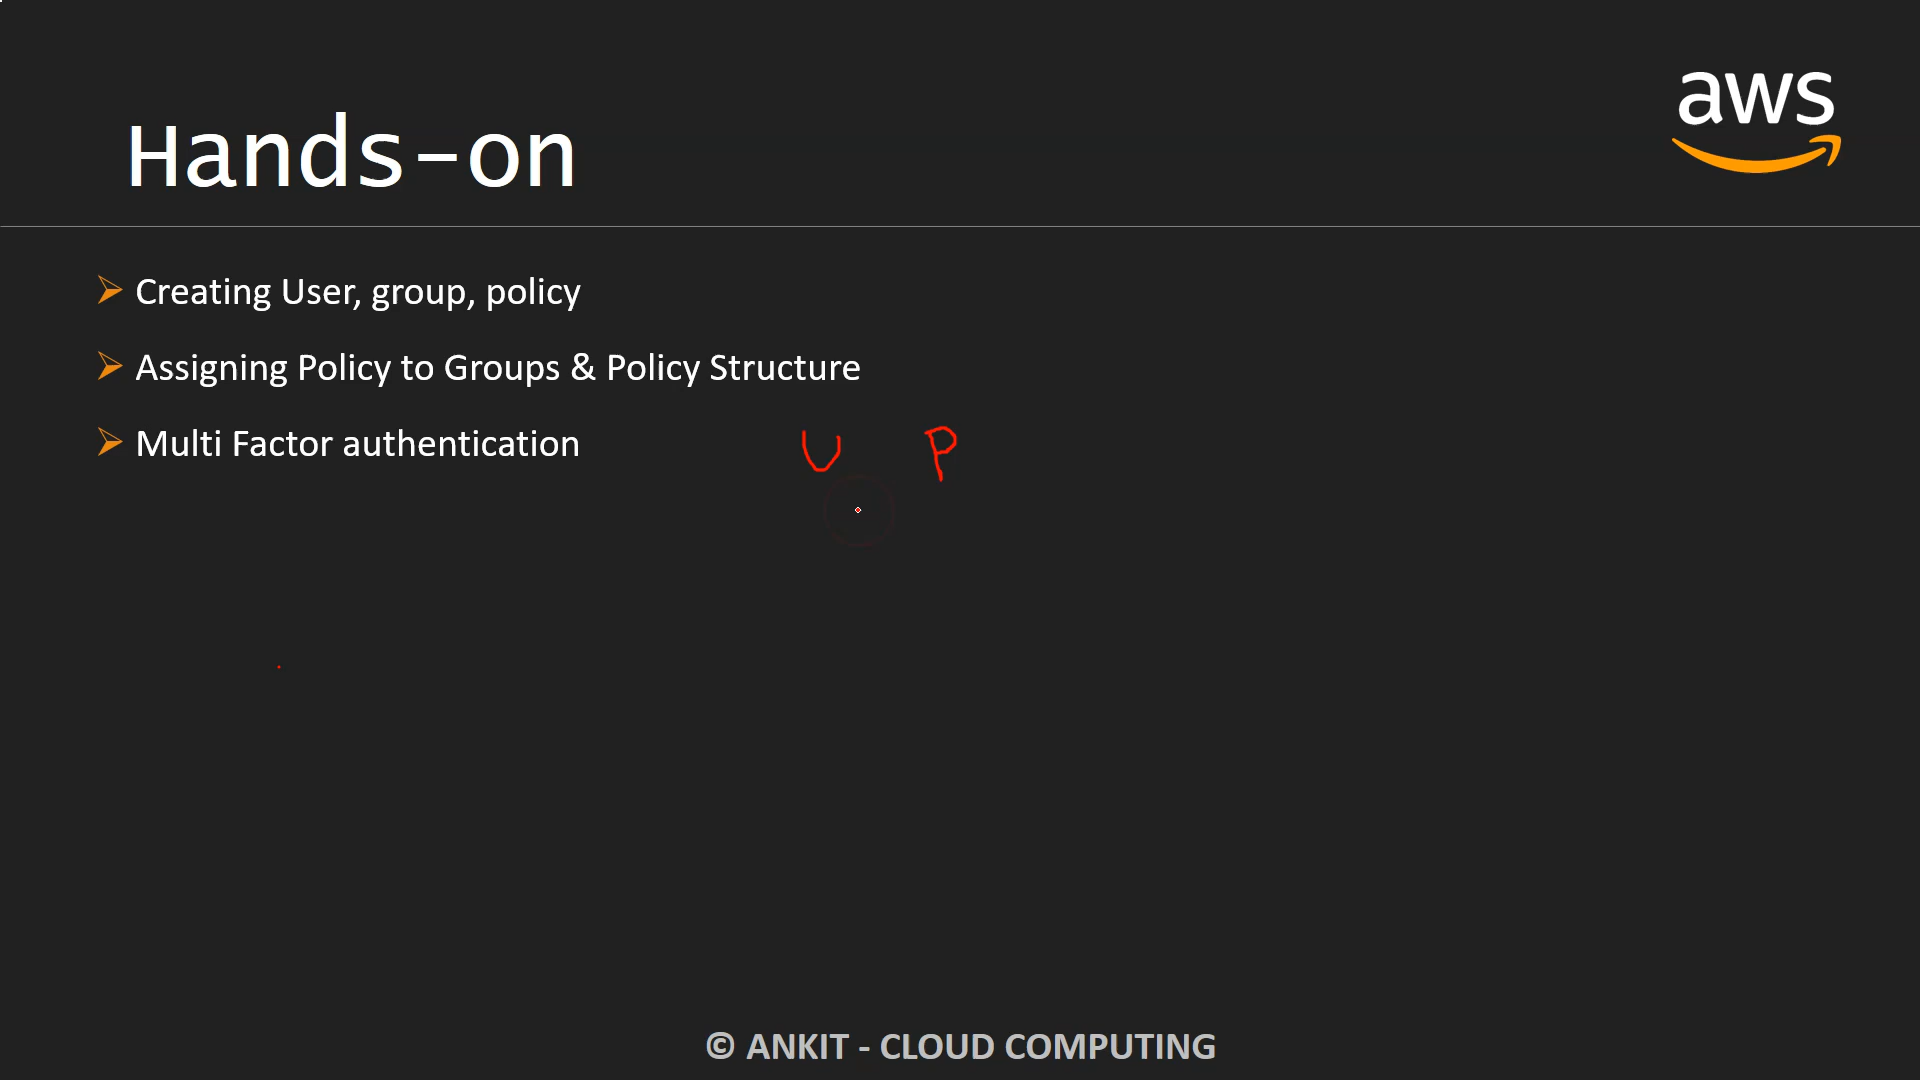 aws
Hands-on
Creating User, group, policy
Assigning Policy to Groups & Policy Structure
Multi Factor authentication
U P
© ANKIT - CLOUD COMPUTING